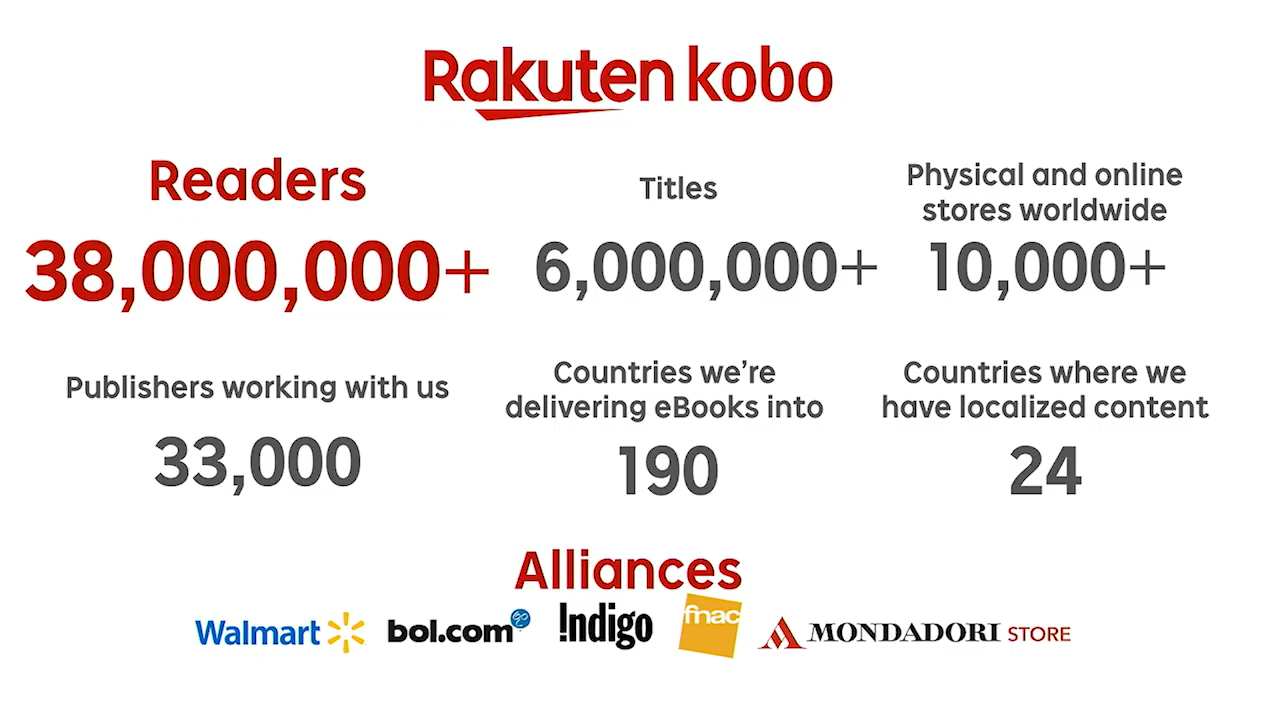 Rakuten kobo
Readers
38,000,000+
Titles
6,000,000+
Physical and online
stores worldwide
10,000+
Publishers working with us
33,000
Countries we're
delivering eBooks into
190
Countries where we
have localized content
24
Alliances
Walmart
bol.com
!ndigo
fnac
MONDADORI STORE